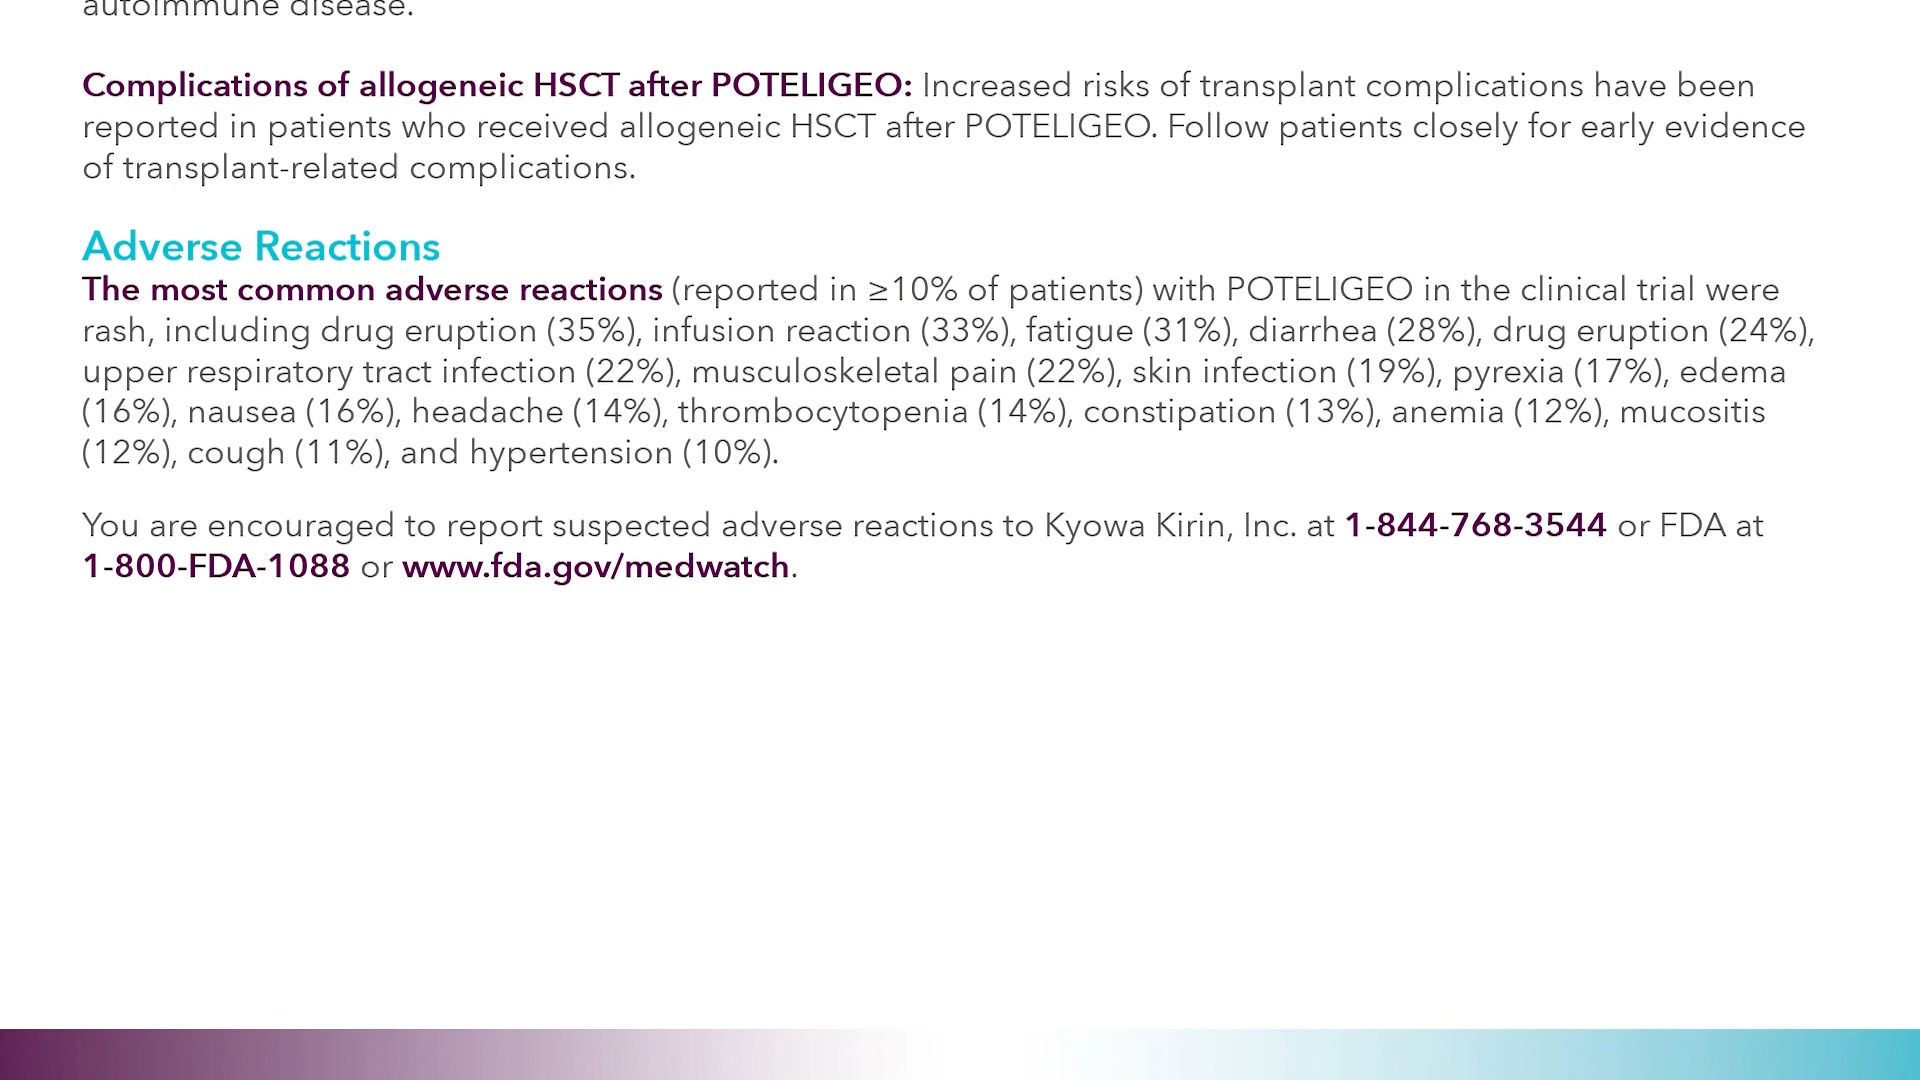 autoimmune disease.
Complications of allogeneic HSCT after POTELIGEO: Increased risks of transplant complications have been
reported in patients who received allogeneic HSCT after POTELIGEO. Follow patients closely for early evidence
of transplant-related complications.
Adverse Reactions
The most common adverse reactions (reported in ≥10% of patients) with POTELIGEO in the clinical trial were
rash, including drug eruption (35%), infusion reaction (33%), fatigue (31%), diarrhea (28%), drug eruption (24%),
upper respiratory tract infection (22%), musculoskeletal pain (22%), skin infection (19%), pyrexia (17%), edema
(16%), nausea (16%), headache (14%), thrombocytopenia (14%), constipation (13%), anemia (12%), mucositis
(12%), cough (11%), and hypertension (10%).
You are encouraged to report suspected adverse reactions to Kyowa Kirin, Inc. at 1-844-768-3544 or FDA at
1-800-FDA-1088 or www.fda.gov/medwatch.